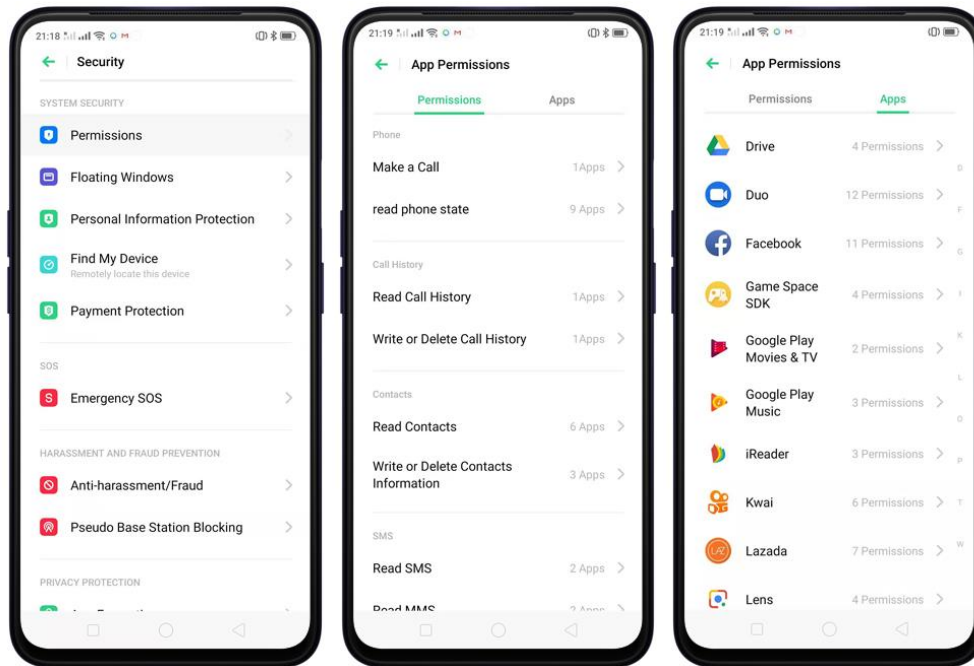 21:18
Security
SYSTEM SECURITY
Permissions
Floating Windows
Personal Information Protection
Find My Device
Remotely locate this device
Payment Protection
SOS
S Emergency SOS
HARASSMENT AND FRAUD PREVENTION
Anti-harassment/Fraud
Pseudo Base Station Blocking
PRIVACY PROTECTION
21:19
App Permissions
Permissions Apps
Phone
Make a Call 1Apps
read phone state 9 Apps
Call History
Read Call History 1Apps
Write or Delete Call History 1Apps
Contacts
Read Contacts 6 Apps
Write or Delete Contacts
Information 3 Apps
SMS
Read SMS 2 Apps
Read MMS 2 Apps
21:19
App Permissions
Permissions Apps
Drive 4 Permissions
Duo 12 Permissions
Facebook 11 Permissions
Game Space
SDK 4 Permissions
Google Play
Movies & TV 2 Permissions
Google Play
Music 3 Permissions
iReader 3 Permissions
Kwai 6 Permissions
LAZ Lazada 7 Permissions
Lens 4 Permissions
D
F
G
I
K
L
O
P
T
W